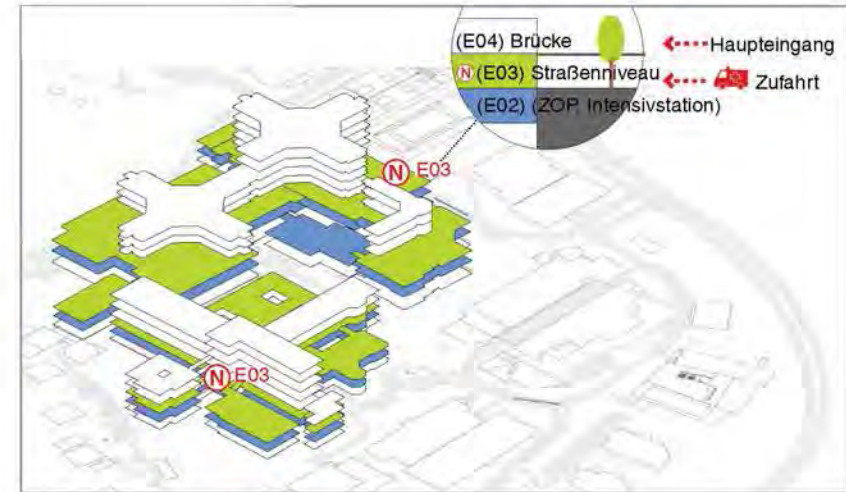 (E04) Brücke
Haupteingang
N (E03) Straßenniveau
Zufahrt
(E02) (ZOP, Intensivstation)
N E03
N E03